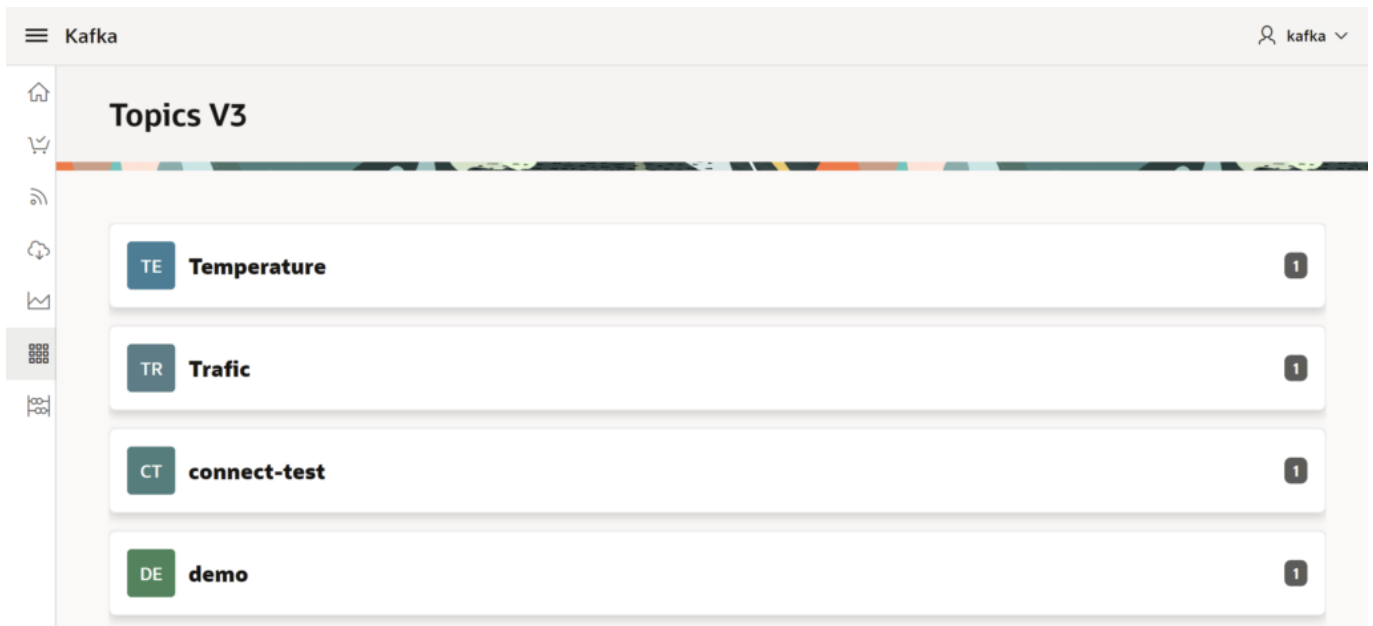 Kafka
kafka
Topics V3
TE Temperature 1
TR Trafic 1
CT connect-test 1
DE demo 1